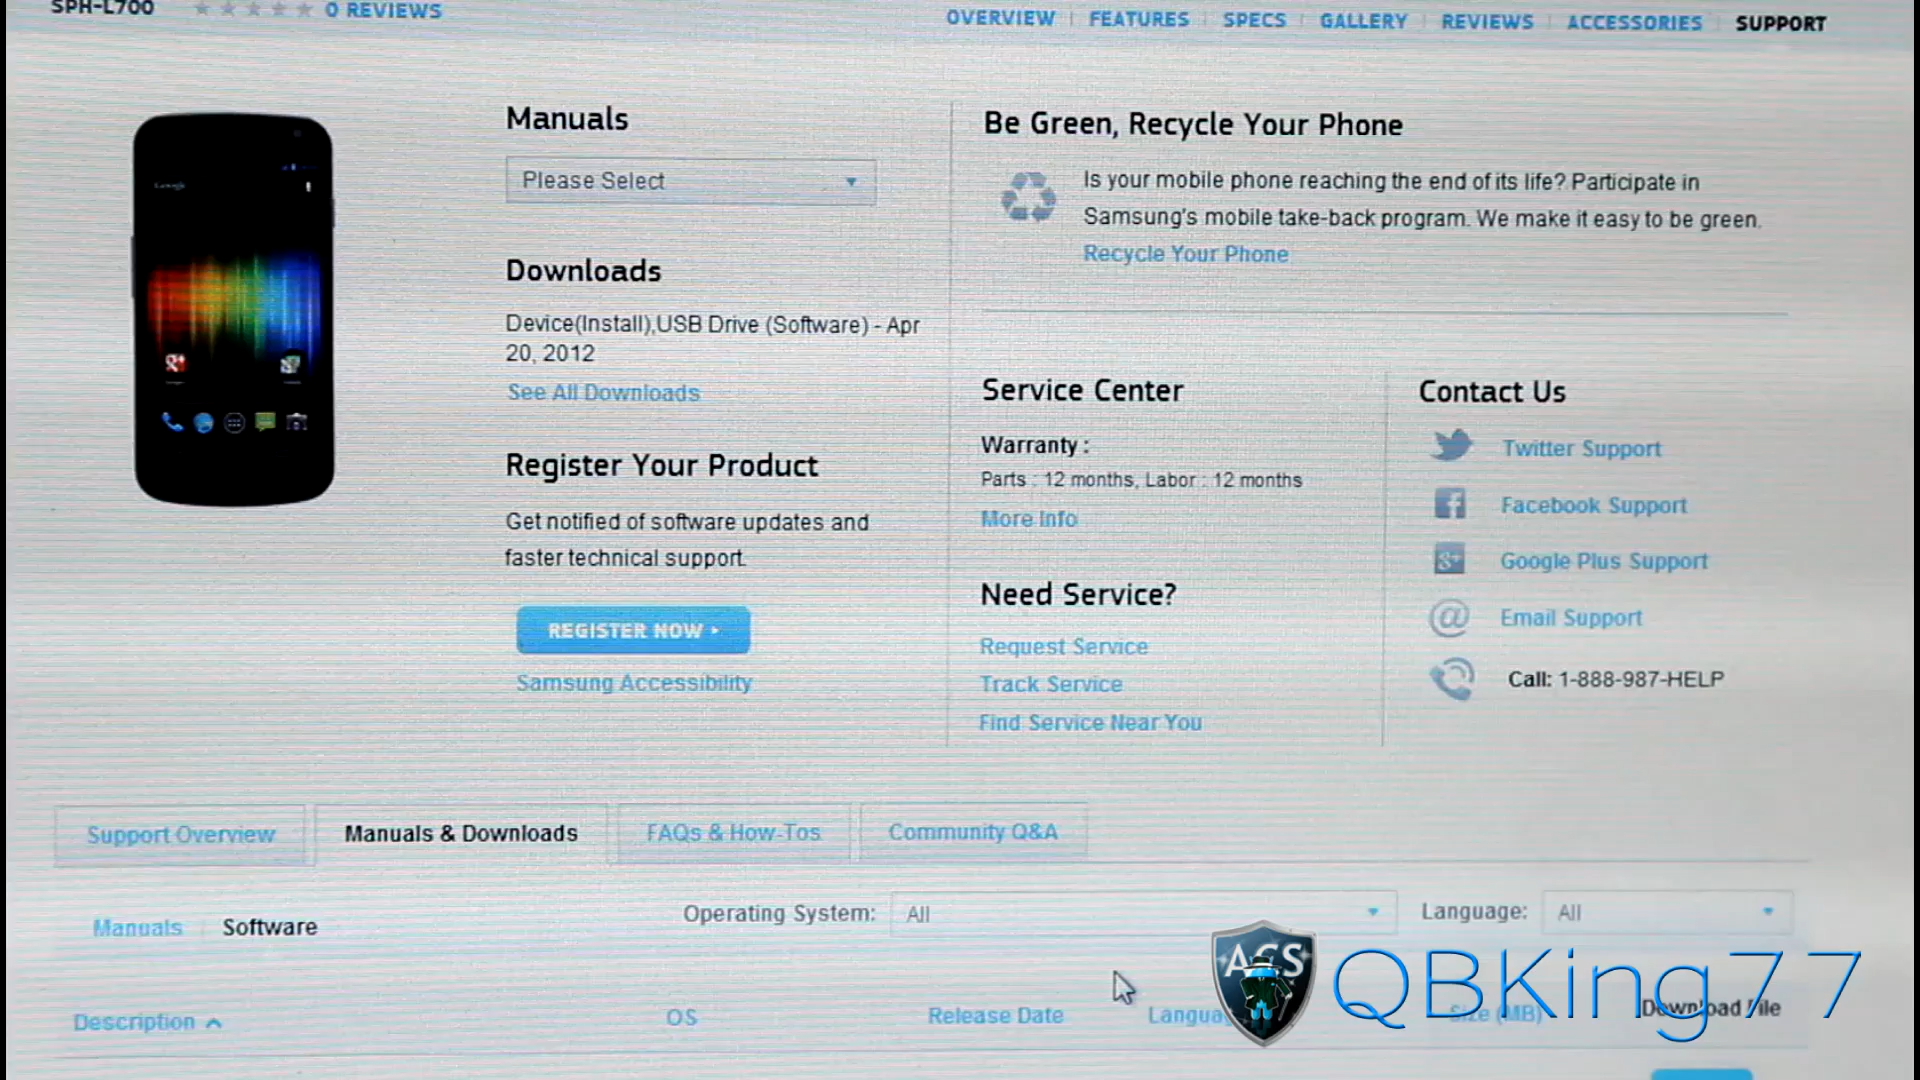 SPH-L700
0 REVIEWS
OVERVIEW FEATURES SPECS GALLERY REVIEWS ACCESSORIES SUPPORT
Manuals
Please Select
Downloads
Device(Install),USB Drive (Software) - Apr
20, 2012
See All Downloads
Register Your Product
Get notified of software updates and
faster technical support.
REGISTER NOW
Samsung Accessibility
Be Green, Recycle Your Phone
Is your mobile phone reaching the end of its life? Participate in
Samsung's mobile take-back program. We make it easy to be green.
Recycle Your Phone
Service Center
Warranty :
Parts : 12 months, Labor : 12 months
More Info
Need Service?
Request Service
Track Service
Find Service Near You
Contact Us
Twitter Support
Facebook Support
Google Plus Support
Email Support
Call: 1-888-987-HELP
Support Overview
Manuals & Downloads
FAQs & How-Tos
Community Q&A
Manuals
Software
Operating System: All
Language: All
Description
OS
Release Date
Size (MB)
Download File
ACS
QBKing77